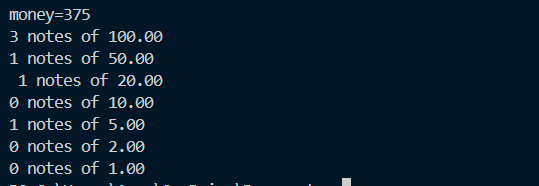 money=375
3 notes of 100.00
1 notes of 50.00
 1 notes of 20.00
0 notes of 10.00
1 notes of 5.00
0 notes of 2.00
0 notes of 1.00